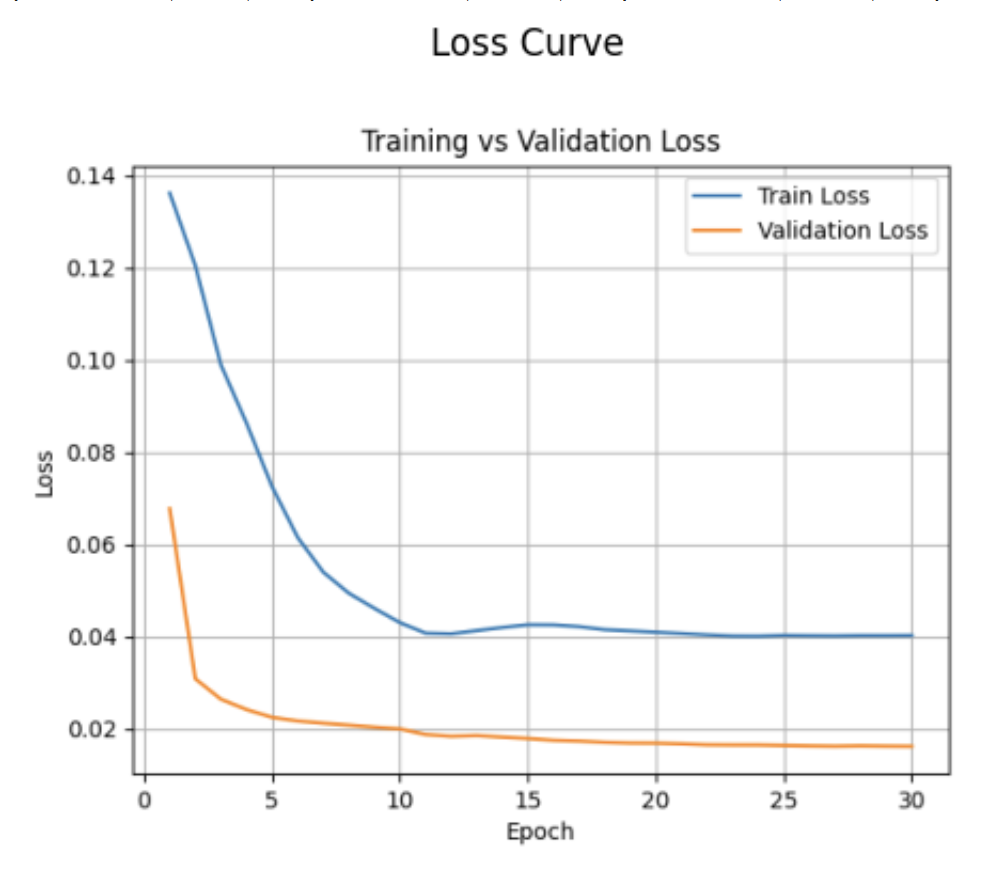 Loss Curve
Training vs Validation Loss
0.14
0.12
0.10
0.08
0.06
0.04
0.02
Loss
Train Loss
Validation Loss
0 5 10 15 20 25 30
Epoch